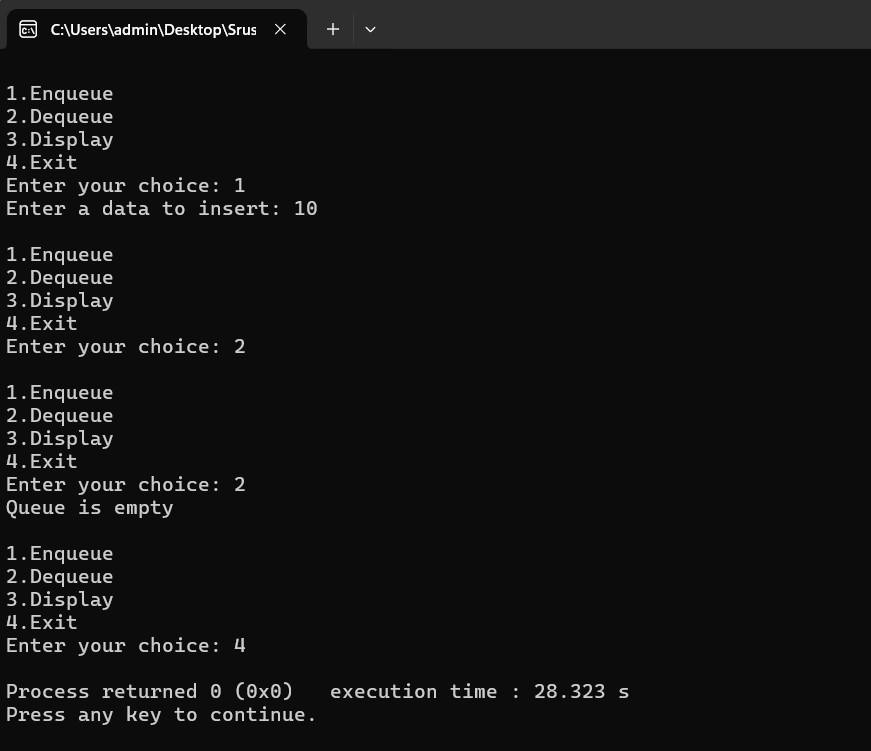 C:\Users\admin\Desktop\Srus
1.Enqueue
2.Dequeue
3.Display
4.Exit
Enter your choice: 1
Enter a data to insert: 10
1.Enqueue
2.Dequeue
3.Display
4.Exit
Enter your choice: 2
1.Enqueue
2.Dequeue
3.Display
4.Exit
Enter your choice: 2
Queue is empty
1.Enqueue
2.Dequeue
3.Display
4.Exit
Enter your choice: 4
Process returned 0 (0x0)   execution time : 28.323 s
Press any key to continue.